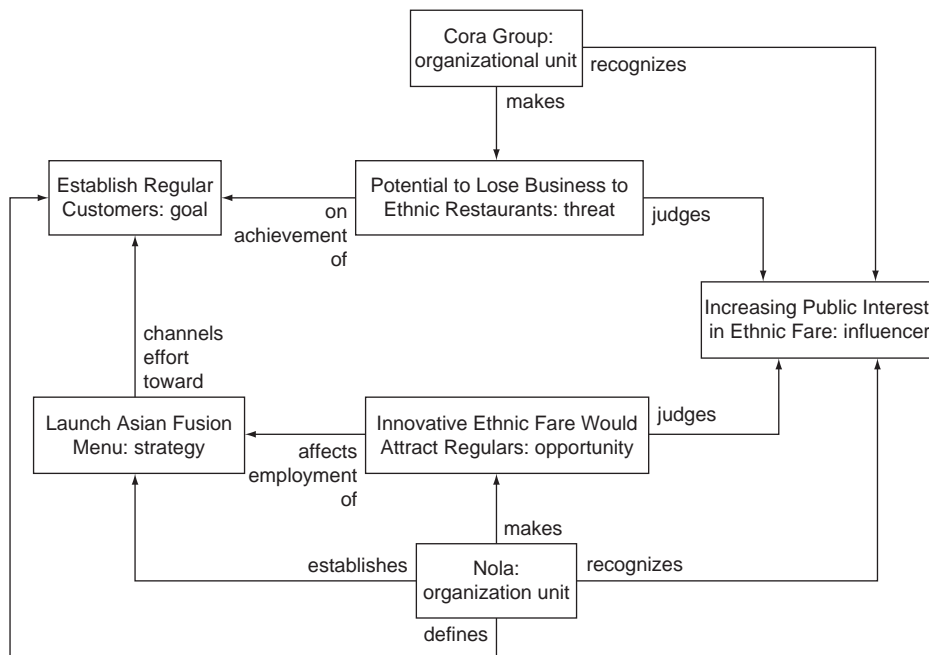 Cora Group:
organizational unit
recognizes
makes
Establish Regular
Customers: goal
Potential to Lose Business to
Ethnic Restaurants: threat
on
achievement
of
judges
Increasing Public Interest
in Ethnic Fare: influencer
channels
effort
toward
Launch Asian Fusion
Menu: strategy
Innovative Ethnic Fare Would
Attract Regulars: opportunity
judges
affects
employment
of
makes
establishes
Nola:
organization unit
recognizes
defines